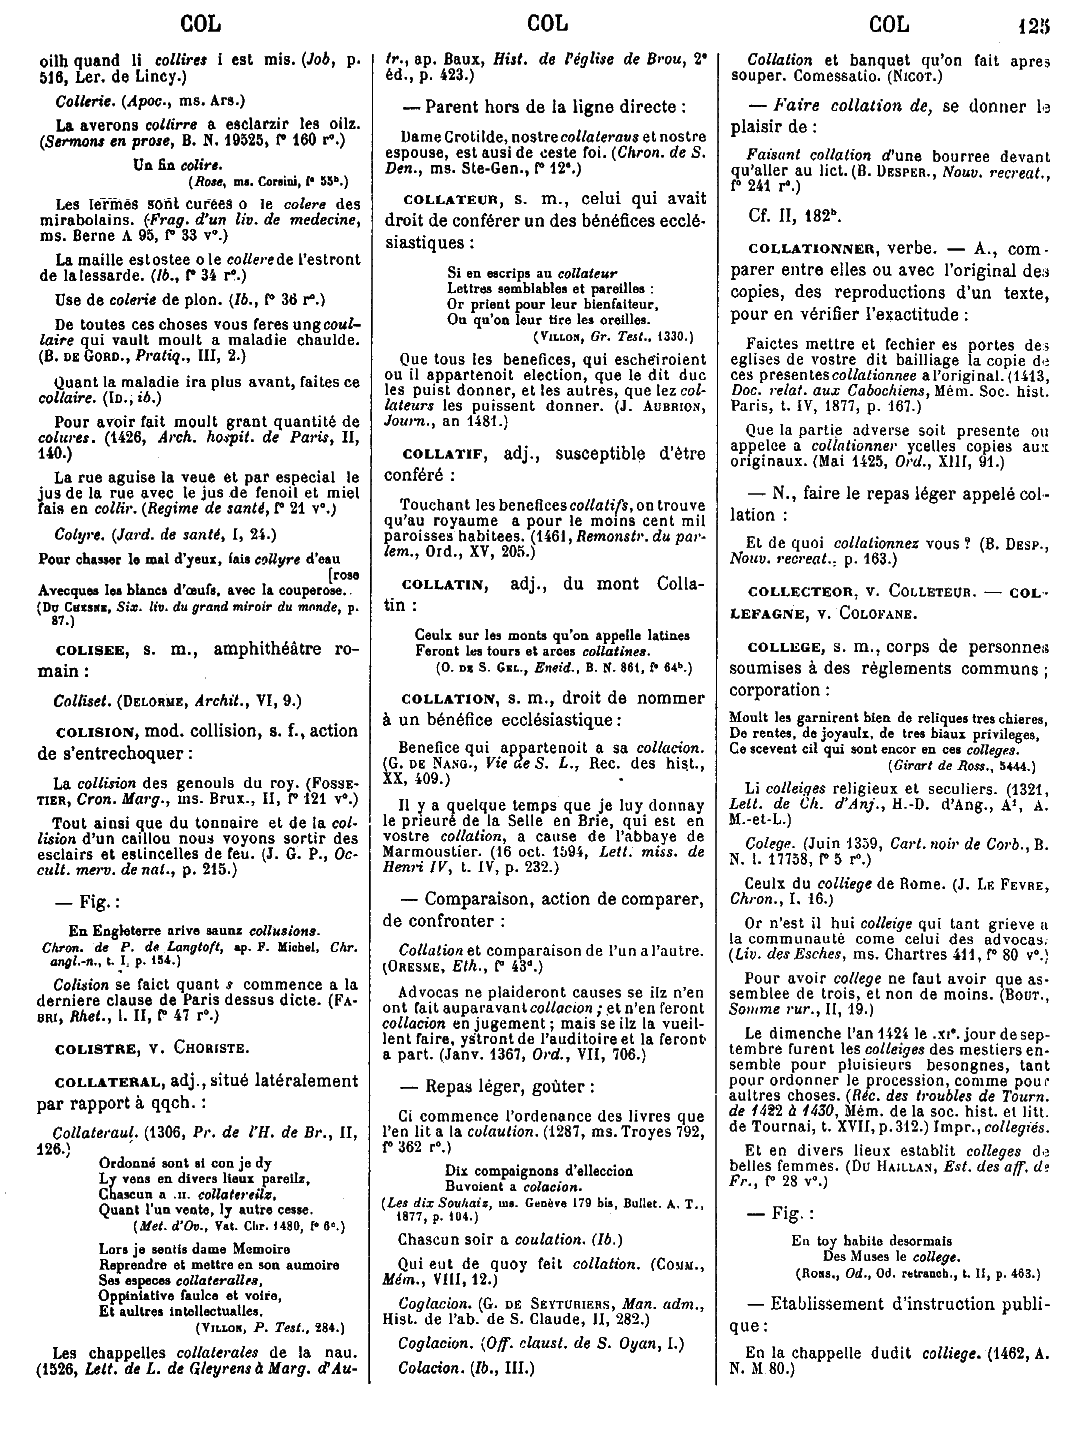 COL
COL
COL
125
oilh quand li collires i est mis. (Job, p.
516, Ler. de Lincy.)
Collerie. (Apoc., ms. Ars.)
La averons collirre a esclarzir les oilz.
(Sermons en prose, B. N. 19525, f° 160 r°.)
Un fin colire.
(Rose, ms. Corsini, f° 55ᵇ.)
Les lermes sont curées o le colere des
mirabolains. (Frag. d'un liv. de medecine,
ms. Berne A 95, f° 33 v°.)
La maille est ostee o le collere de l'estront
de la lessarde. (Ib., f° 34 r°.)
Use de colerie de plon. (Ib., f° 36 r°.)
De toutes ces choses vous feres ung coul-
laire qui vault moult a maladie chaulde.
(B. DE GORD., Pratiq., III, 2.)
Quant la maladie ira plus avant, faites ce
collaire. (ID., ib.)
Pour avoir fait moult grant quantité de
colures. (1426, Arch. hospit. de Paris, II,
140.)
La rue aguise la veue et par especial le
jus de la rue avec le jus de fenoil et miel
fais en collir. (Regime de santé, f° 21 v°.)
Colyre. (Jard. de santé, I, 24.)
Pour chasser le mal d'yeux, fais collyre d'eau
[rose
Avecques les blancs d'œufs, avec la couperose..
(DU CHESNE, Six. liv. du grand miroir du monde, p.
87.)
COLISEE, s. m., amphithéâtre ro-
main :
Colliset. (DELORME, Archit., VI, 9.)
COLISION, mod. collision, s. f., action
de s'entrechoquer :
La collision des genouls du roy. (FOSSE-
TIER, Cron. Marg., ms. Brux., II, f° 121 v°.)
Tout ainsi que du tonnaire et de la col-
lision d'un caillou nous voyons sortir des
esclairs et estincelles de feu. (J. G. P., Oc-
cult. merv. de nat., p. 215.)
— Fig. :
En Engleterre arive saunz collusions.
Chron. de P. de Langtoft, ap. F. Michel, Chr.
angl.-n., t. I, p. 154.)
Colision se faict quant s commence a la
derniere clause de Paris dessus dicte. (FA-
BRI, Rhet., l. II, f° 47 r°.)
COLISTRE, v. CHORISTE.
COLLATERAL, adj., situé latéralement
par rapport à qqch. :
Collateraul. (1306, Pr. de l'H. de Br., II,
126.)
Ordonné sont si con je dy
Ly vens en divers lieux pareilz,
Chascun a .II. collatereilz,
Quant l'un vente, ly autre cesse.
(Met. d'Ov., Vat. Chr. 1480, f° 6ᶜ.)
Lors je sentis dame Memoire
Reprendre et mettre en son aumoire
Ses especes collateralles,
Oppiniative faulce et voire,
Et aultres intellectualles.
(VILLON, P. Test., 284.)
Les chappelles collaterales de la nau.
(1526, Lett. de L. de Gleyrens à Marg. d'Au-
tr., ap. Baux, Hist. de l'église de Brou, 2ᵉ
éd., p. 423.)
— Parent hors de la ligne directe :
Dame Crotilde, nostre collateraus et nostre
espouse, est ausi de ceste foi. (Chron. de S.
Den., ms. Ste-Gen., f° 12ᵃ.)
COLLATEUR, s. m., celui qui avait
droit de conférer un des bénéfices ecclé-
siastiques :
Si en escrips au collateur
Lettres semblables et pareilles :
Or prient pour leur bienfaiteur,
Ou qu'on leur tire les oreilles.
(VILLON, Gr. Test., 1330.)
Que tous les benefices, qui escheiroient
ou il appartenoit election, que le dit duc
les puist donner, et les autres, que lez col-
lateurs les puissent donner. (J. AUBRION,
Journ., an 1481.)
COLLATIF, adj., susceptible d'être
conféré :
Touchant les benefices collatifs, on trouve
qu'au royaume a pour le moins cent mil
paroisses habitees. (1461, Remonstr. du par-
lem., Ord., XV, 205.)
COLLATIN, adj., du mont Colla-
tin :
Ceulx sur les monts qu'on appelle latines
Feront les tours et arces collatines.
(O. DE S. GEL., Eneid., B. N. 861, f° 64ᵇ.)
COLLATION, s. m., droit de nommer
à un bénéfice ecclésiastique :
Benefice qui appartenoit a sa collacion.
(G. DE NANG., Vie de S. L., Rec. des hist.,
XX, 409.)
Il y a quelque temps que je luy donnay
le prieuré de la Selle en Brie, qui est en
vostre collation, a cause de l'abbaye de
Marmoustier. (16 oct. 1594, Lett. miss. de
Henri IV, t. IV, p. 232.)
— Comparaison, action de comparer,
de confronter :
Collation et comparaison de l'un a l'autre.
(ORESME, Eth., f° 43ᵃ.)
Advocas ne plaideront causes se ilz n'en
ont fait auparavant collacion ; et n'en feront
collacion en jugement ; mais se ilz la vueil-
lent faire, ystront de l'auditoire et la feront
a part. (Janv. 1367, Ord., VII, 706.)
— Repas léger, goûter :
Ci commence l'ordenance des livres que
l'en lit a la colaution. (1287, ms. Troyes 792,
f° 362 r°.)
Dix compaignons d'elleccion
Buvoient a colacion.
(Les dix Souhaiz, ms. Genève 179 bis, Bullet. A. T.,
1877, p. 104.)
Chascun soir a coulation. (Ib.)
Qui eut de quoy feit collation. (COMM.,
Mém., VIII, 12.)
Coglacion. (G. DE SEYTURIERS, Man. adm.,
Hist. de l'ab. de S. Claude, II, 282.)
Coglacion. (Off. claust. de S. Oyan, I.)
Colacion. (Ib., III.)
Collation et banquet qu'on fait apres
souper. Comessatio. (NICOT.)
— Faire collation de, se donner le
plaisir de :
Faisant collation d'une bourree devant
qu'aller au lict. (B. DESPER., Nouv. recreat.,
f° 241 r°.)
Cf. II, 182ᵇ.
COLLATIONNER, verbe. — A., com-
parer entre elles ou avec l'original des
copies, des reproductions d'un texte,
pour en vérifier l'exactitude :
Faictes mettre et fechier es portes des
eglises de vostre dit bailliage la copie de
ces presentes collationnee a l'original. (1413,
Doc. relat. aux Cabochiens, Mém. Soc. hist.
Paris, t. IV, 1877, p. 167.)
Que la partie adverse soit presente ou
appelee a collationner ycelles copies aux
originaux. (Mai 1425, Ord., XIII, 91.)
— N., faire le repas léger appelé col-
lation :
Et de quoi collationnez vous ? (B. DESP.,
Nouv. recreat., p. 163.)
COLLECTEOR, v. COLLETEUR. — COL-
LEFAGNE, v. COLOFANE.
COLLEGE, s. m., corps de personnes
soumises à des règlements communs ;
corporation :
Moult les garnirent bien de reliques tres chieres,
De rentes, de joyaulx, de tres biaux privileges,
Ce scevent cil qui sont encor en ces colleges.
(Girart de Ross., 5444.)
Li colleiges religieux et seculiers. (1321,
Lett. de Ch. d'Anj., H.-D. d'Ang., A¹, A.
M.-et-L.)
Colege. (Juin 1359, Cart. noir de Corb., B.
N. l. 17758, f° 5 r°.)
Ceulx du colliege de Rome. (J. LE FEVRE,
Chron., I, 16.)
Or n'est il hui colleige qui tant grieve a
la communauté come celui des advocas.
(Liv. des Esches, ms. Chartres 411, f° 80 v°.)
Pour avoir college ne faut avoir que as-
semblee de trois, et non de moins. (BOUT.,
Somme rur., II, 19.)
Le dimenche l'an 1424 le .XIᵉ. jour de sep-
tembre furent les colleiges des mestiers en-
semble pour pluisieurs besongnes, tant
pour ordonner le procession, comme pour
aultres choses. (Réc. des troubles de Tourn.
de 1422 à 1430, Mém. de la soc. hist. et litt.
de Tournai, t. XVII, p. 312.) Impr., collegiés.
Et en divers lieux establit colleges de
belles femmes. (DU HAILLAN, Est. des aff. de
Fr., f° 28 v°.)
— Fig. :
En toy habite desormais
Des Muses le college.
(RONS., Od., Od. retranch., t. II, p. 463.)
— Etablissement d'instruction publi-
que :
En la chappelle dudit colliege. (1462, A.
N. M 80.)